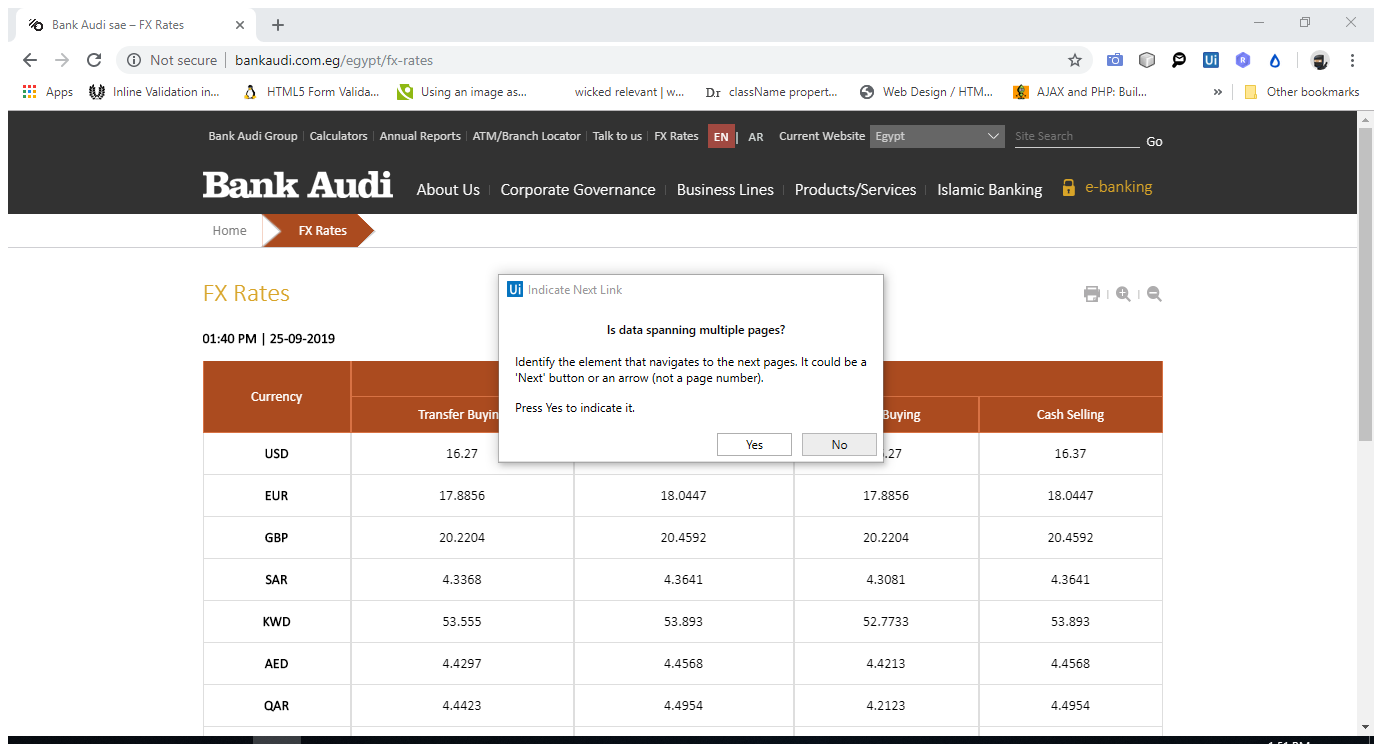 Bank Audi sae – FX Rates
Not secure | bankaudi.com.eg/egypt/fx-rates
Apps Inline Validation in... HTML5 Form Valida... Using an image as... wicked relevant | w... Dr className propert... Web Design / HTM... AJAX and PHP: Buil... » Other bookmarks
Bank Audi Group | Calculators | Annual Reports | ATM/Branch Locator | Talk to us | FX Rates EN | AR Current Website Egypt Site Search Go
Bank Audi About Us | Corporate Governance | Business Lines | Products/Services | Islamic Banking e-banking
Home FX Rates
FX Rates
01:40 PM | 25-09-2019
Ui Indicate Next Link
Is data spanning multiple pages?
Identify the element that navigates to the next pages. It could be a
'Next' button or an arrow (not a page number).
Press Yes to indicate it.
Yes No
Currency
Transfer Buyin Buying Cash Selling
USD 16.27 .27 16.37
EUR 17.8856 18.0447 17.8856 18.0447
GBP 20.2204 20.4592 20.2204 20.4592
SAR 4.3368 4.3641 4.3081 4.3641
KWD 53.555 53.893 52.7733 53.893
AED 4.4297 4.4568 4.4213 4.4568
QAR 4.4423 4.4954 4.2123 4.4954